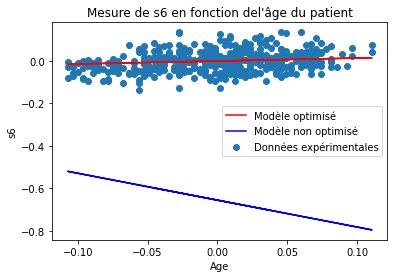 Mesure de s6 en fonction del'âge du patient
0.0
−0.2
−0.4
−0.6
−0.8
s6
Modèle optimisé
Modèle non optimisé
Données expérimentales
−0.10
−0.05
0.00
0.05
0.10
Age